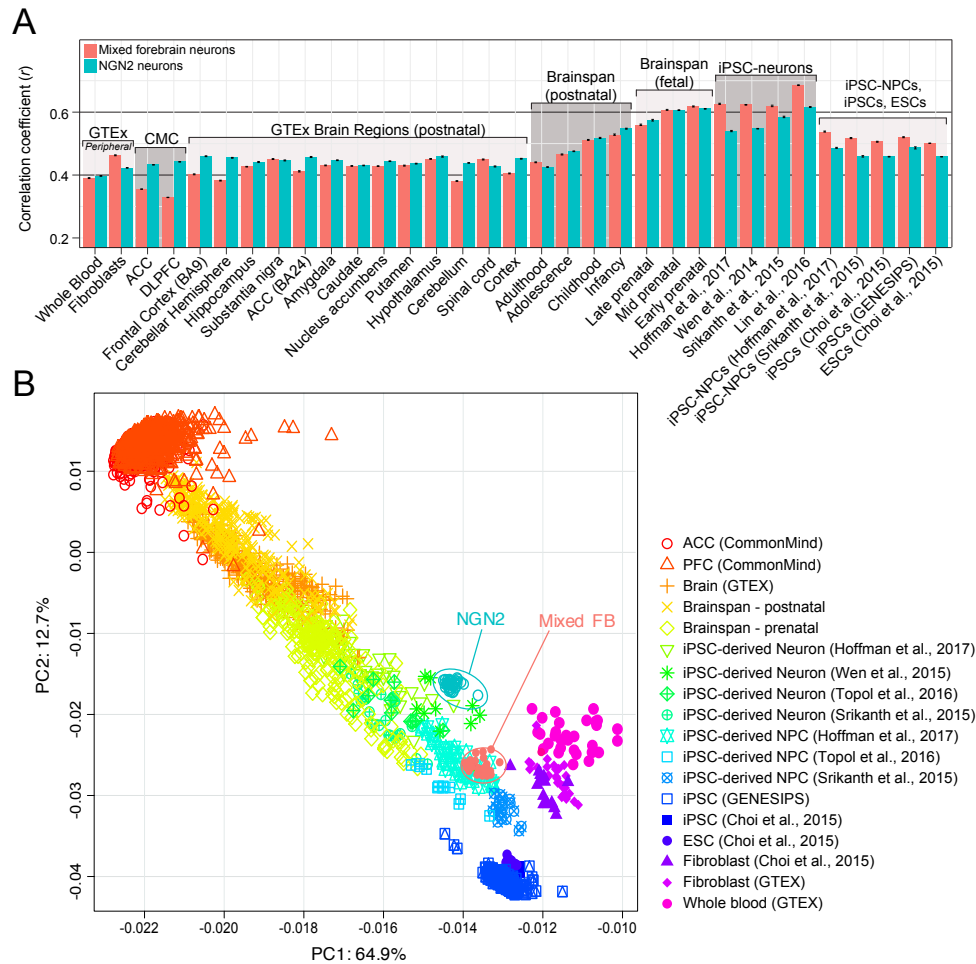 A
Mixed forebrain neurons
NGN2 neurons
Correlation coefficient (r)
0.6
0.4
0.2
GTEx
Peripheral
CMC
GTEx Brain Regions (postnatal)
Brainspan
(postnatal)
Brainspan
(fetal)
iPSC-neurons
iPSC-NPCs,
iPSCs, ESCs
Whole Blood
Fibroblasts
ACC
DLPFC
Frontal Cortex (BA9)
Cerebellar Hemisphere
Hippocampus
Substantia nigra
ACC (BA24)
Amygdala
Caudate
Nucleus accumbens
Putamen
Hypothalamus
Cerebellum
Spinal cord
Cortex
Adulthood
Adolescence
Childhood
Infancy
Late prenatal
Mid prenatal
Early prenatal
Hoffman et al., 2017
Wen et al., 2014
Srikanth et al., 2015
Lin et al., 2016
iPSC-NPCs (Hoffman et al., 2017)
iPSC-NPCs (Srikanth et al., 2015)
iPSCs (Choi et al., 2015)
iPSCs (GENESIPS)
ESCs (Choi et al., 2015)
B
PC2: 12.7%
0.01
0.00
-0.01
-0.02
-0.03
-0.04
NGN2
Mixed FB
-0.022
-0.020
-0.018
-0.016
-0.014
-0.012
-0.010
PC1: 64.9%
ACC (CommonMind)
PFC (CommonMind)
Brain (GTEX)
Brainspan - postnatal
Brainspan - prenatal
iPSC-derived Neuron (Hoffman et al., 2017)
iPSC-derived Neuron (Wen et al., 2015)
iPSC-derived Neuron (Topol et al., 2016)
iPSC-derived Neuron (Srikanth et al., 2015)
iPSC-derived NPC (Hoffman et al., 2017)
iPSC-derived NPC (Topol et al., 2016)
iPSC-derived NPC (Srikanth et al., 2015)
iPSC (GENESIPS)
iPSC (Choi et al., 2015)
ESC (Choi et al., 2015)
Fibroblast (Choi et al., 2015)
Fibroblast (GTEX)
Whole blood (GTEX)